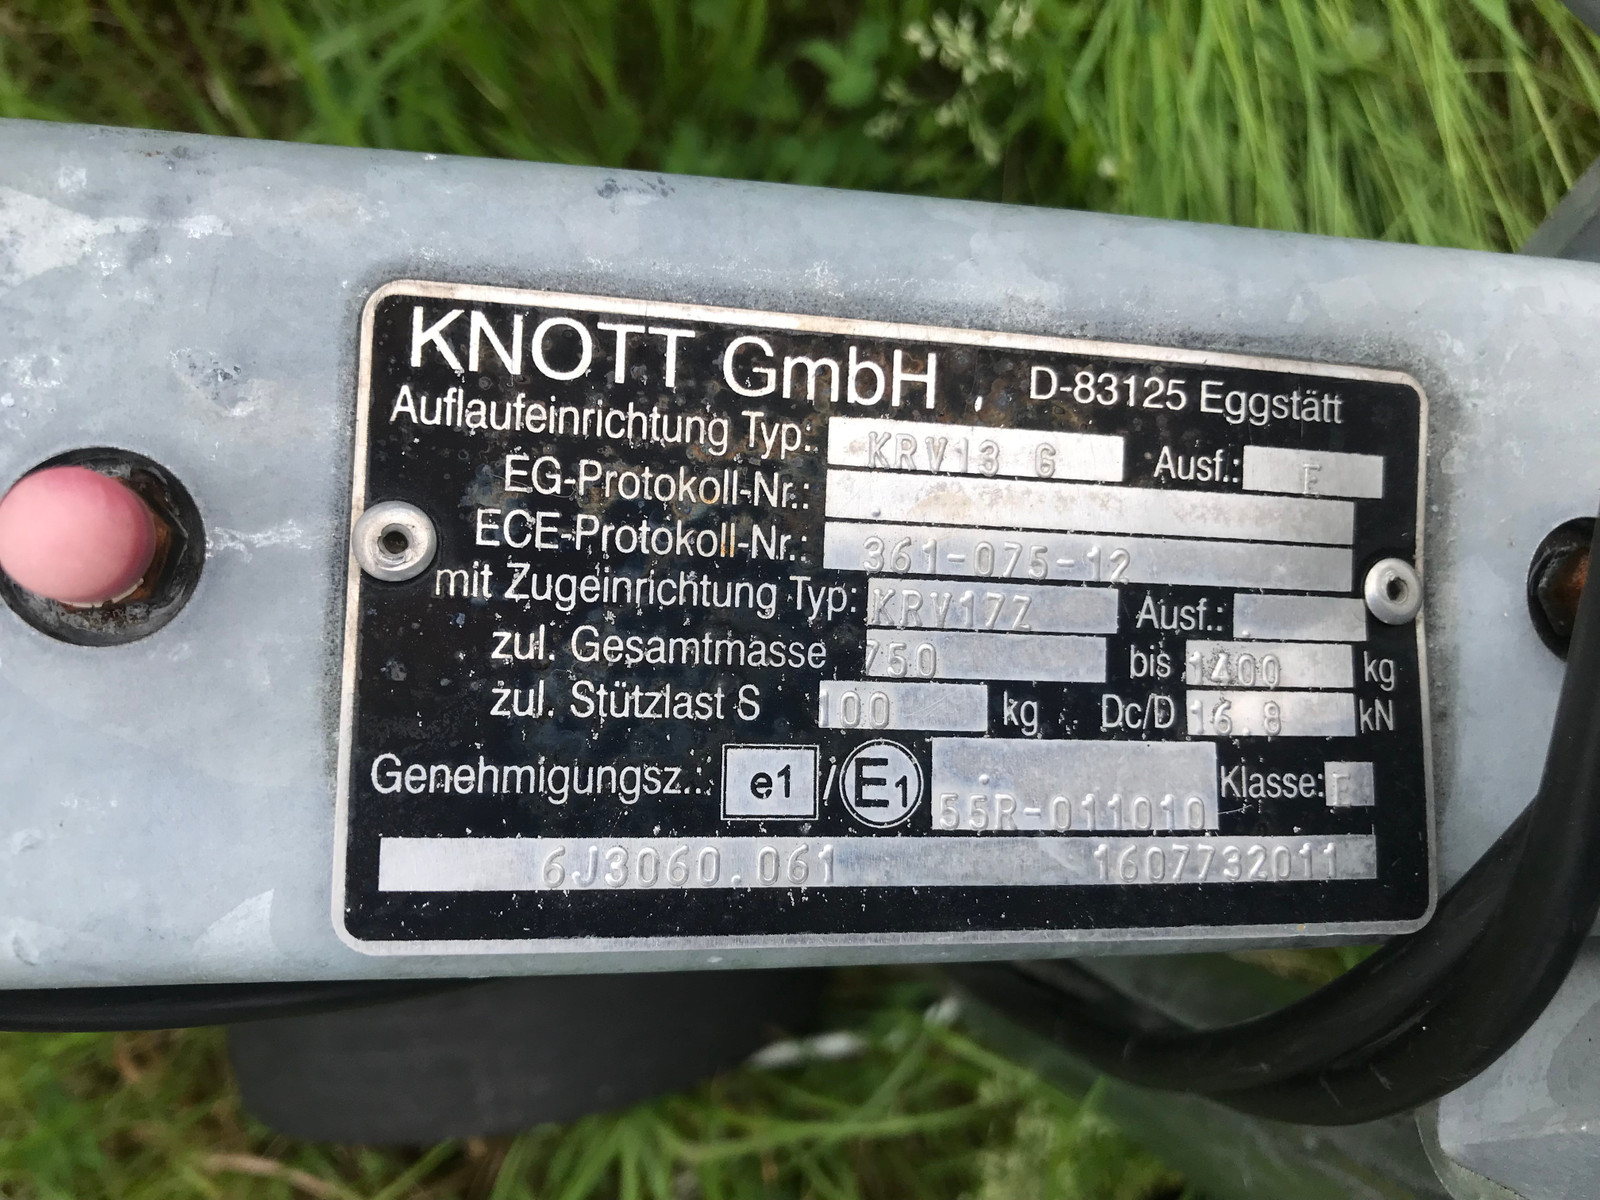 KNOTT GmbH, D-83125 Eggstätt
Auflaufeinrichtung Typ: KRV13 G Ausf.:
EG-Protokoll-Nr.:
ECE-Protokoll-Nr.: 361-075-12
mit Zugeinrichtung Typ: KRV17Z Ausf.:
zul. Gesamtmasse 750 bis 1400 kg
zul. Stützlast S 100 kg Dc/D 16.8 kN
Genehmigungsz.: e1 / E1 55R-011010 Klasse:
6J3060.061 1607732011